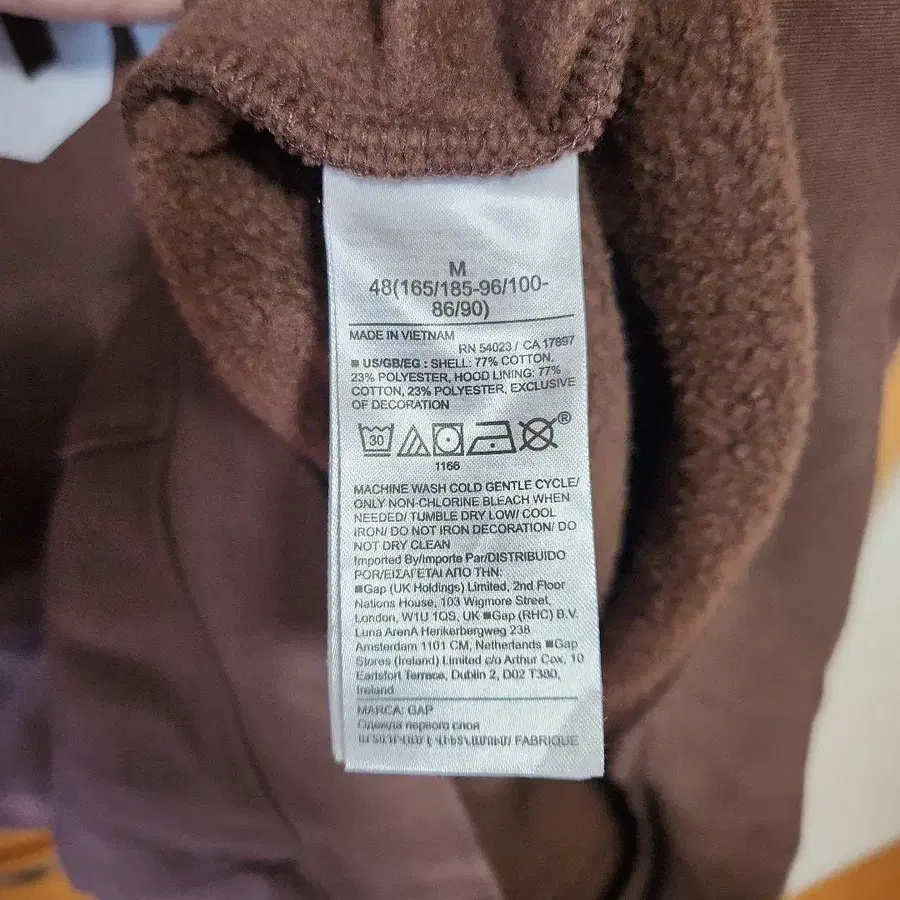 M
48(165/185-96/100-
86/90)
MADE IN VIETNAM
RN 54023 / CA 17897
US/GB/EG : SHELL: 77% COTTON,
23% POLYESTER, HOOD LINING: 77%
COTTON, 23% POLYESTER, EXCLUSIVE
OF DECORATION
30
®
1166
MACHINE WASH COLD GENTLE CYCLE/
ONLY NON-CHLORINE BLEACH WHEN
NEEDED/ TUMBLE DRY LOW/ COOL
IRON/ DO NOT IRON DECORATION/ DO
NOT DRY CLEAN
Imported By/Importe Par/DISTRIBUIDO
POR/ΕΙΣΑΓΕΤΑΙ ΑΠΟ ΤΗΝ:
■Gap (UK Holdings) Limited, 2nd Floor
Nations House, 103 Wigmore Street,
London, W1U 1QS, UK ■Gap (RHC) B.V.
Luna ArenA Herikerbergweg 238
Amsterdam 1101 CM, Netherlands ■Gap
Stores (Ireland) Limited c/o Arthur Cox, 10
Earlsfort Terrace, Dublin 2, D02 T380,
Ireland
MARCA: GAP
Одежда первого слоя
FABRIQUE